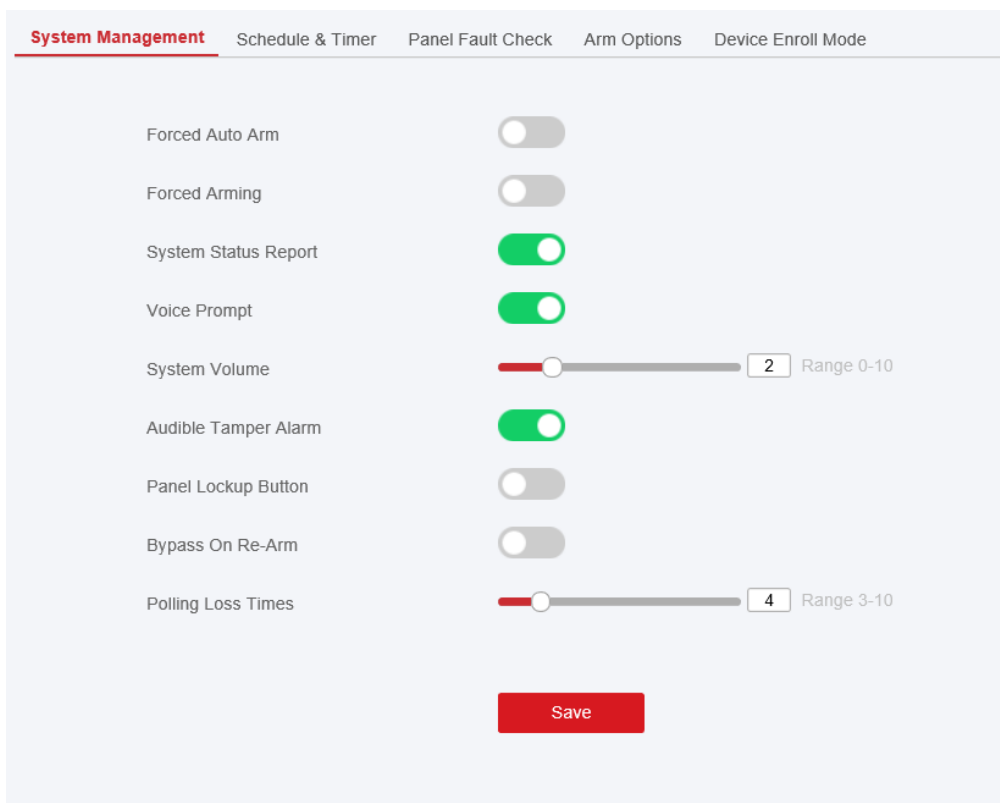 System Management Schedule & Timer Panel Fault Check Arm Options Device Enroll Mode
Forced Auto Arm
Forced Arming
System Status Report
Voice Prompt
System Volume 2 Range 0-10
Audible Tamper Alarm
Panel Lockup Button
Bypass On Re-Arm
Polling Loss Times 4 Range 3-10
Save